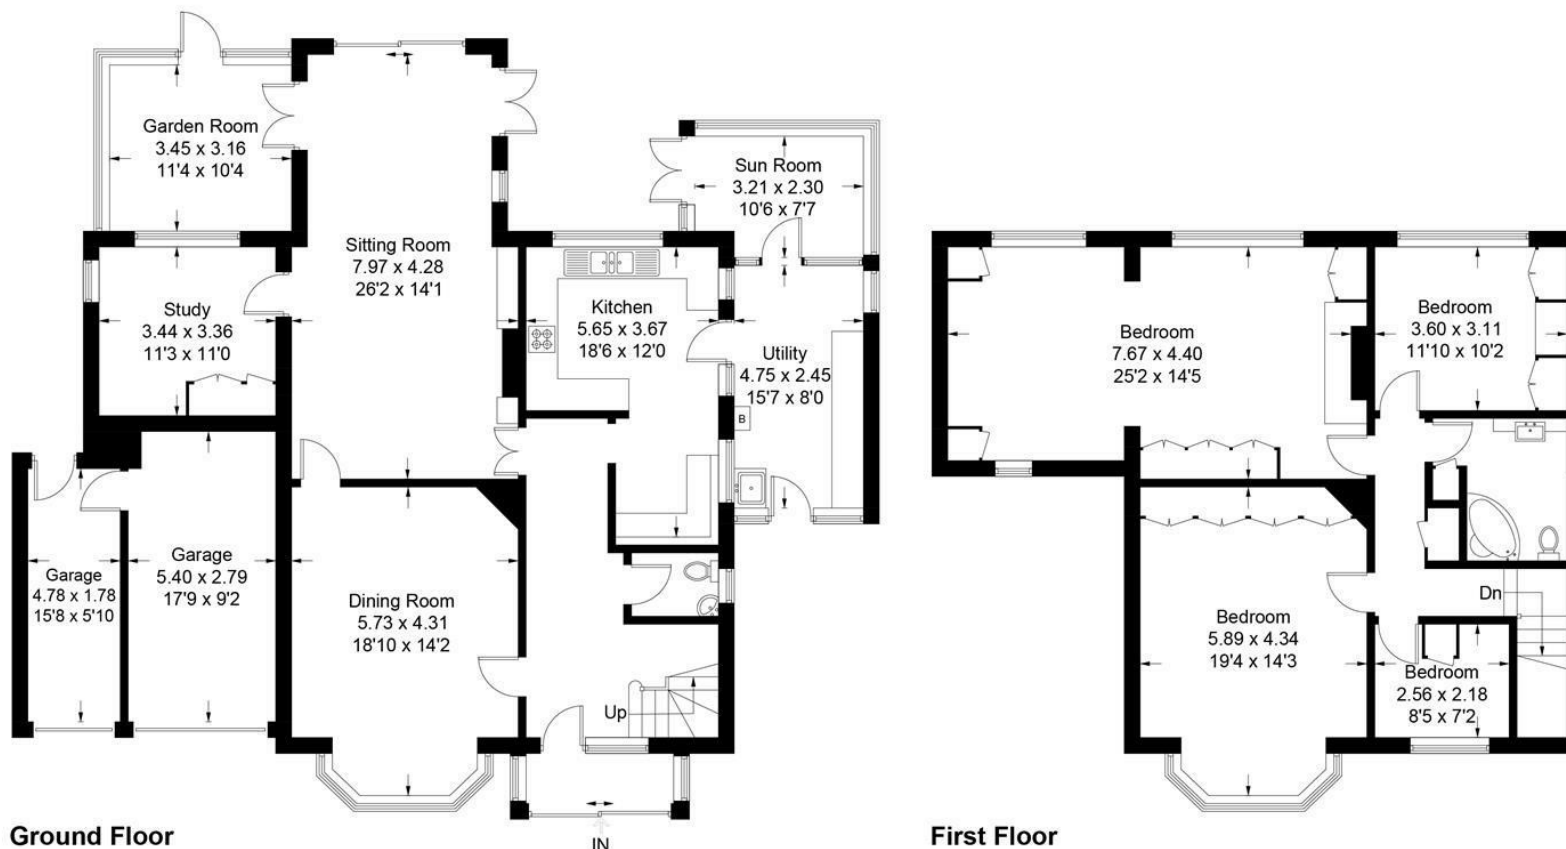 Garden Room
3.45 x 3.16
11'4 x 10'4
Sun Room
3.21 x 2.30
10'6 x 7'7
Sitting Room
7.97 x 4.28
26'2 x 14'1
Study
3.44 x 3.36
11'3 x 11'0
Kitchen
5.65 x 3.67
18'6 x 12'0
Utility
4.75 x 2.45
15'7 x 8'0
B
Garage
4.78 x 1.78
15'8 x 5'10
Garage
5.40 x 2.79
17'9 x 9'2
Dining Room
5.73 x 4.31
18'10 x 14'2
Up
IN
Ground Floor
Bedroom
7.67 x 4.40
25'2 x 14'5
Bedroom
3.60 x 3.11
11'10 x 10'2
Dn
Bedroom
5.89 x 4.34
19'4 x 14'3
Bedroom
2.56 x 2.18
8'5 x 7'2
First Floor